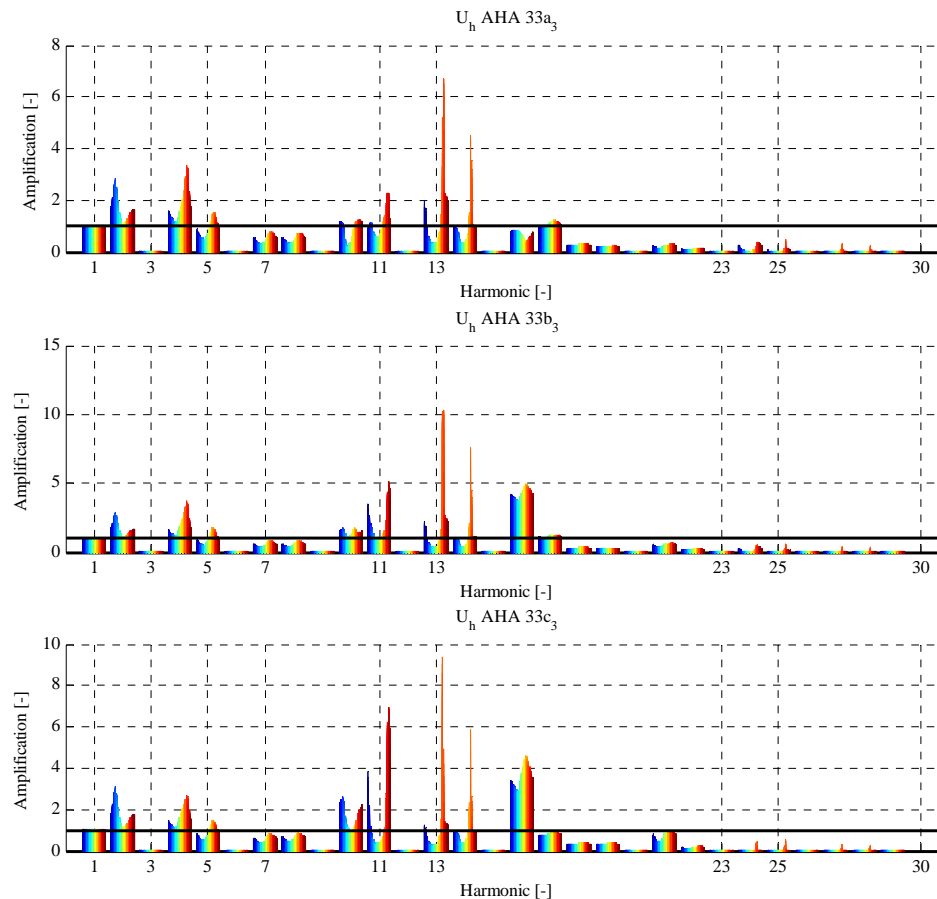 U_h AHA 33a_3
8
6
4
2
0
Amplification [-]
1 3 5 7 11 13 23 25 30
Harmonic [-]
U_h AHA 33b_3
15
10
5
0
Amplification [-]
1 3 5 7 11 13 23 25 30
Harmonic [-]
U_h AHA 33c_3
10
8
6
4
2
0
Amplification [-]
1 3 5 7 11 13 23 25 30
Harmonic [-]